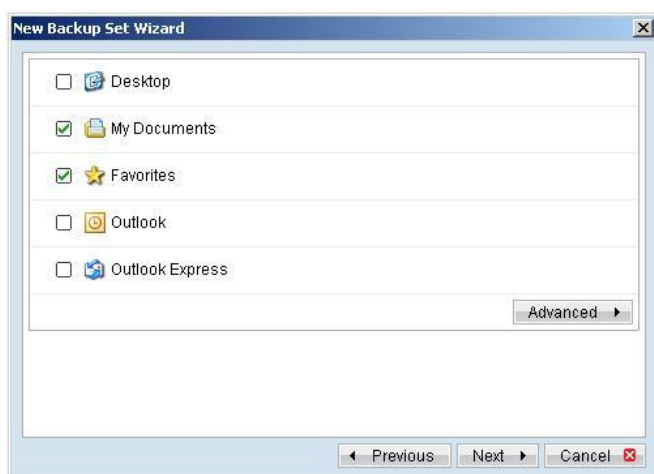 New Backup Set Wizard
Desktop
My Documents
Favorites
Outlook
Outlook Express
Advanced
Previous Next Cancel